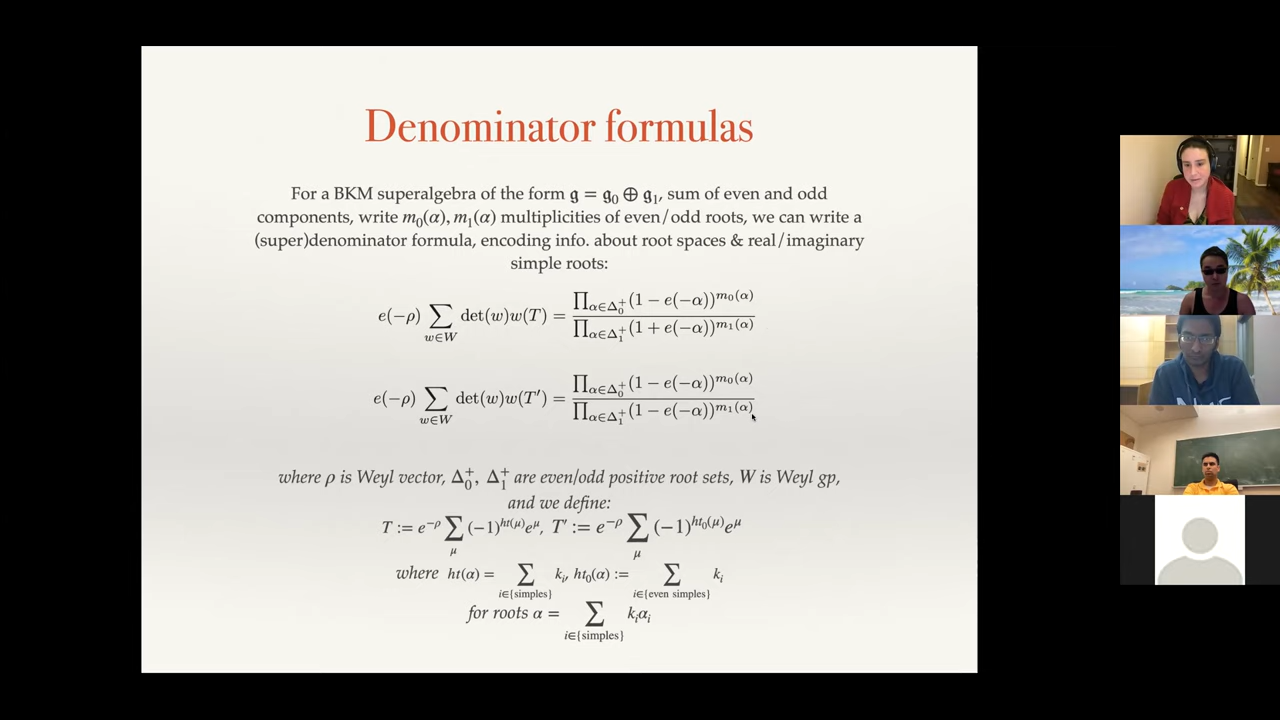 Denominator formulas
For a BKM superalgebra of the form 𝔤 = 𝔤₀ ⊕ 𝔤₁, sum of even and odd
components, write m₀(α), m₁(α) multiplicities of even/odd roots, we can write a
(super)denominator formula, encoding info. about root spaces & real/imaginary
simple roots:
e(−ρ) ∑_{w∈W} det(w)w(T) = ∏_{α∈Δ₀⁺}(1 − e(−α))^{m₀(α)} / ∏_{α∈Δ₁⁺}(1 + e(−α))^{m₁(α)}
e(−ρ) ∑_{w∈W} det(w)w(T′) = ∏_{α∈Δ₀⁺}(1 − e(−α))^{m₀(α)} / ∏_{α∈Δ₁⁺}(1 − e(−α))^{m₁(α)}
where ρ is Weyl vector, Δ₀⁺, Δ₁⁺ are even/odd positive root sets, W is Weyl gp,
and we define:
T := e^{−ρ} ∑_μ (−1)^{ht(μ)}e^μ, T′ := e^{−ρ} ∑_μ (−1)^{ht₀(μ)}e^μ
where ht(α) = ∑_{i∈{simples}} kᵢ, ht₀(α) := ∑_{i∈{even simples}} kᵢ
for roots α = ∑_{i∈{simples}} kᵢαᵢ